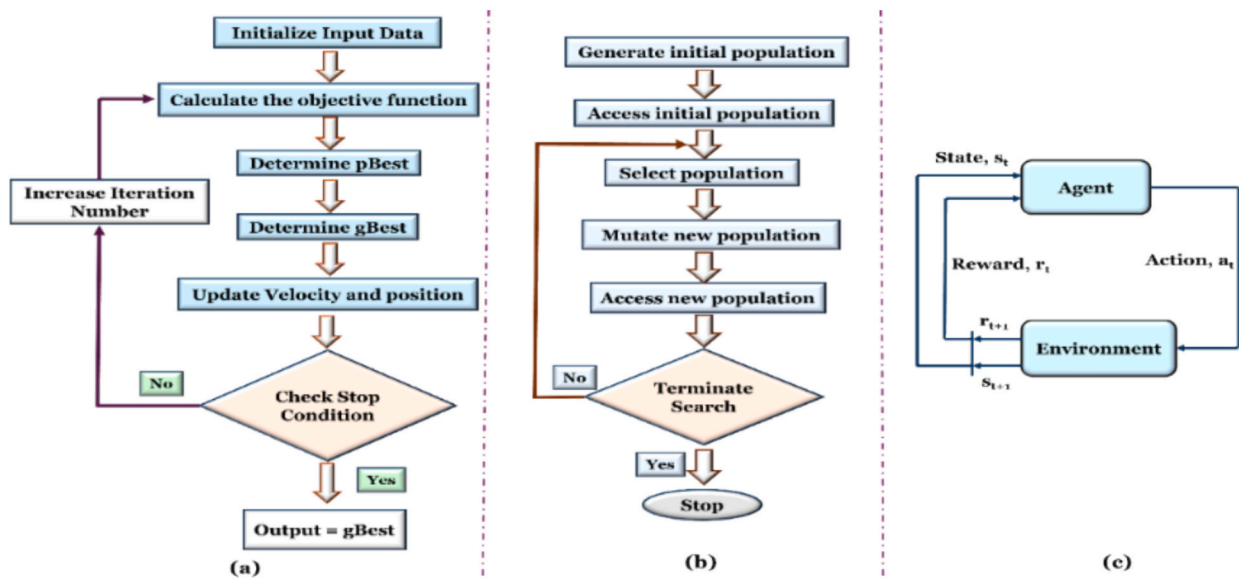 Initialize Input Data
Calculate the objective function
Determine pBest
Increase Iteration
Number
Determine gBest
Update Velocity and position
No
Check Stop
Condition
Yes
Output = gBest
(a)
Generate initial population
Access initial population
Select population
Mutate new population
Access new population
No
Terminate
Search
Yes
Stop
(b)
State, sₜ
Agent
Reward, rₜ
Action, aₜ
rₜ₊₁
Environment
sₜ₊₁
(c)